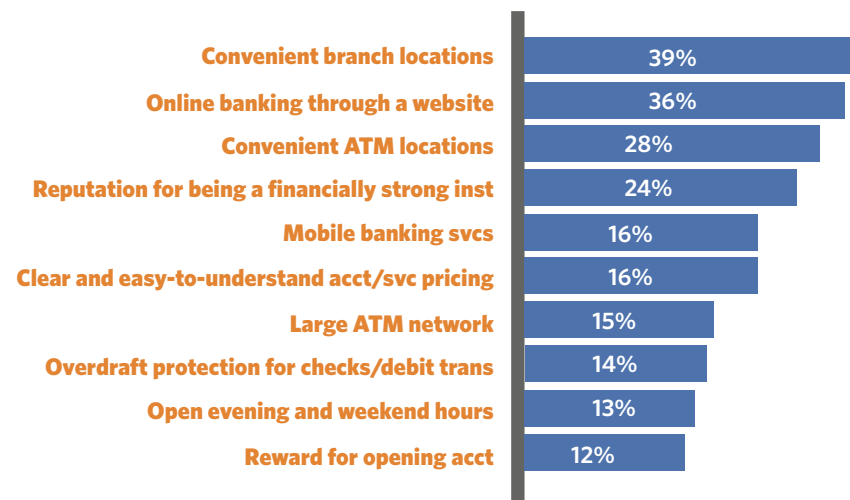 Convenient branch locations 39%
Online banking through a website 36%
Convenient ATM locations 28%
Reputation for being a financially strong inst 24%
Mobile banking svcs 16%
Clear and easy-to-understand acct/svc pricing 16%
Large ATM network 15%
Overdraft protection for checks/debit trans 14%
Open evening and weekend hours 13%
Reward for opening acct 12%